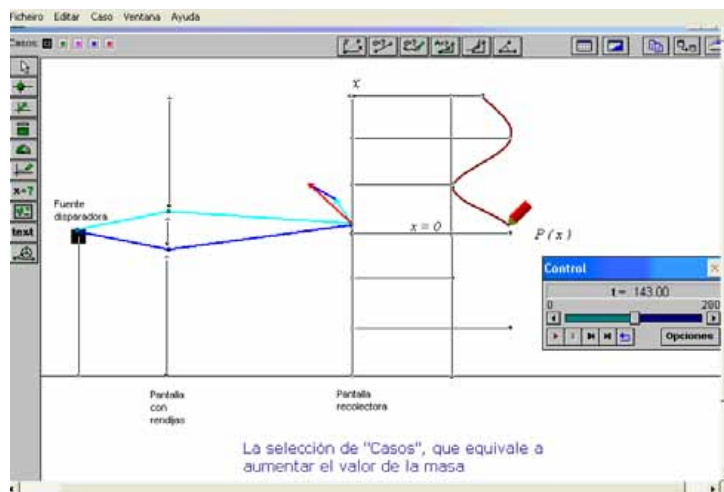 Ficheiro Editar Caso Ventana Ayuda
Casos:
text
Fuente
disparadora
x
x = 0
P(x)
Control
t = 143.00
0 280
Opciones
Pantalla
con
rendijas
Pantalla
recolectora
La selección de "Casos", que equivale a
aumentar el valor de la masa